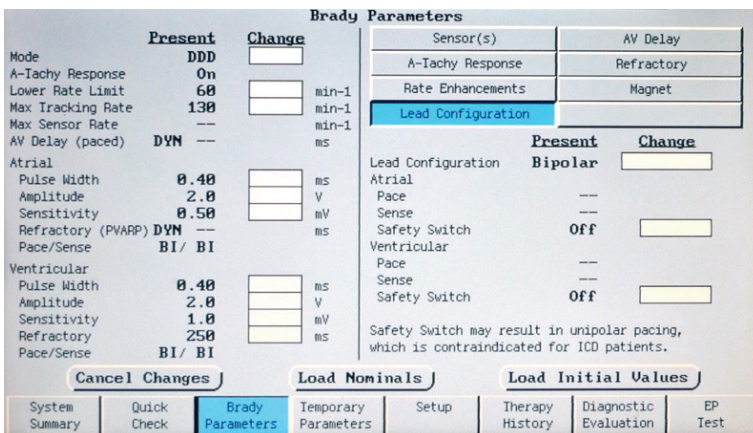 Brady Parameters
Present Change
Mode DDD
A-Tachy Response On
Lower Rate Limit 60 min-1
Max Tracking Rate 130 min-1
Max Sensor Rate -- min-1
AV Delay (paced) DYN -- ms
Atrial
Pulse Width 0.40 ms
Amplitude 2.0 V
Sensitivity 0.50 mV
Refractory (PVARP) DYN -- ms
Pace/Sense BI/ BI
Ventricular
Pulse Width 0.40 ms
Amplitude 2.0 V
Sensitivity 1.0 mV
Refractory 250 ms
Pace/Sense BI/ BI
Sensor(s) AV Delay
A-Tachy Response Refractory
Rate Enhancements Magnet
Lead Configuration
Present Change
Lead Configuration Bipolar
Atrial
Pace --
Sense --
Safety Switch Off
Ventricular
Pace --
Sense --
Safety Switch Off
Safety Switch may result in unipolar pacing,
which is contraindicated for ICD patients.
Cancel Changes Load Nominals Load Initial Values
System Summary
Quick Check
Brady Parameters
Temporary Parameters
Setup
Therapy History
Diagnostic Evaluation
EP Test